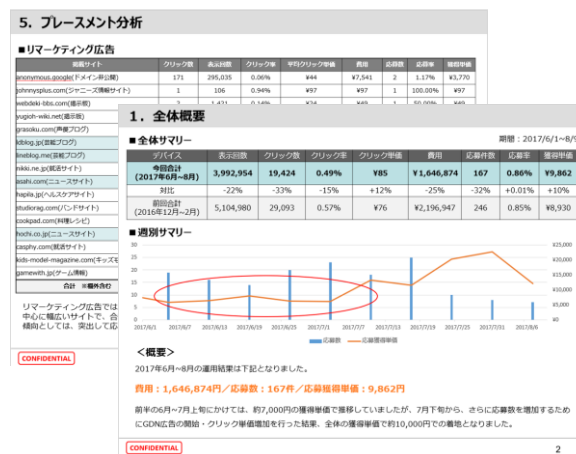 5. プレースメント分析
■リマーケティング広告
掲載サイト クリック数 表示回数 クリック率 平均クリック単価 費用 応募数 応募率 獲得単価
anonymous.google(ドメイン非公開) 171 295,035 0.06% ¥44 ¥7,541 2 1.17% ¥3,770
johnnysplus.com(ジャニーズ情報サイト) 1 106 0.94% ¥97 ¥97 1 100.00% ¥97
webdeki-bbs.com(掲示板)
yugioh-wiki.net(掲示板)
grasoku.com(声優ブログ)
ldblog.jp(芸能ブログ)
lineblog.me(芸能ブログ)
nikki.ne.jp(就活サイト)
asahi.com(ニュースサイト)
hapila.jp(ヘルスケアサイト)
studiorag.com(バンドサイト)
cookpad.com(料理レシピ)
hochi.co.jp(ニュースサイト)
casphy.com(就活サイト)
kids-model-magazine.com(キッズモ
gamewith.jp(ゲーム情報)
合計 ※欄外含む
リマーケティング広告では
中心に幅広いサイトで、合
傾向としては、突出して応
CONFIDENTIAL
1. 全体概要
■全体サマリー
期間:2017/6/1~8/9
デバイス 表示回数 クリック数 クリック率 クリック単価 費用 応募件数 応募率 獲得単価
今回合計 (2017年6月~8月) 3,992,954 19,424 0.49% ¥85 ¥1,646,874 167 0.86% ¥9,862
対比 -22% -33% -15% +12% -25% -32% +0.01% +10%
前回合計 (2016年12月~2月) 5,104,980 29,093 0.57% ¥76 ¥2,196,947 246 0.85% ¥8,930
■週別サマリー
30 ¥25,000
25 ¥20,000
20 ¥15,000
15
10 ¥10,000
5 ¥5,000
0 ¥0
2017/6/1 2017/6/7 2017/6/13 2017/6/19 2017/6/25 2017/7/1 2017/7/7 2017/7/13 2017/7/19 2017/7/25 2017/7/31 2017/8/6
応募数 応募獲得単価
<概要>
2017年6月~8月の運用結果は下記となりました。
費用:1,646,874円/応募数:167件/応募獲得単価:9,862円
前半の6月~7月上旬にかけては、約7,000円の獲得単価で推移していましたが、7月下旬から、さらに応募数を増加するため
にGDN広告の開始・クリック単価増加を行った結果、全体の獲得単価で約10,000円での着地となりました。
CONFIDENTIAL
2